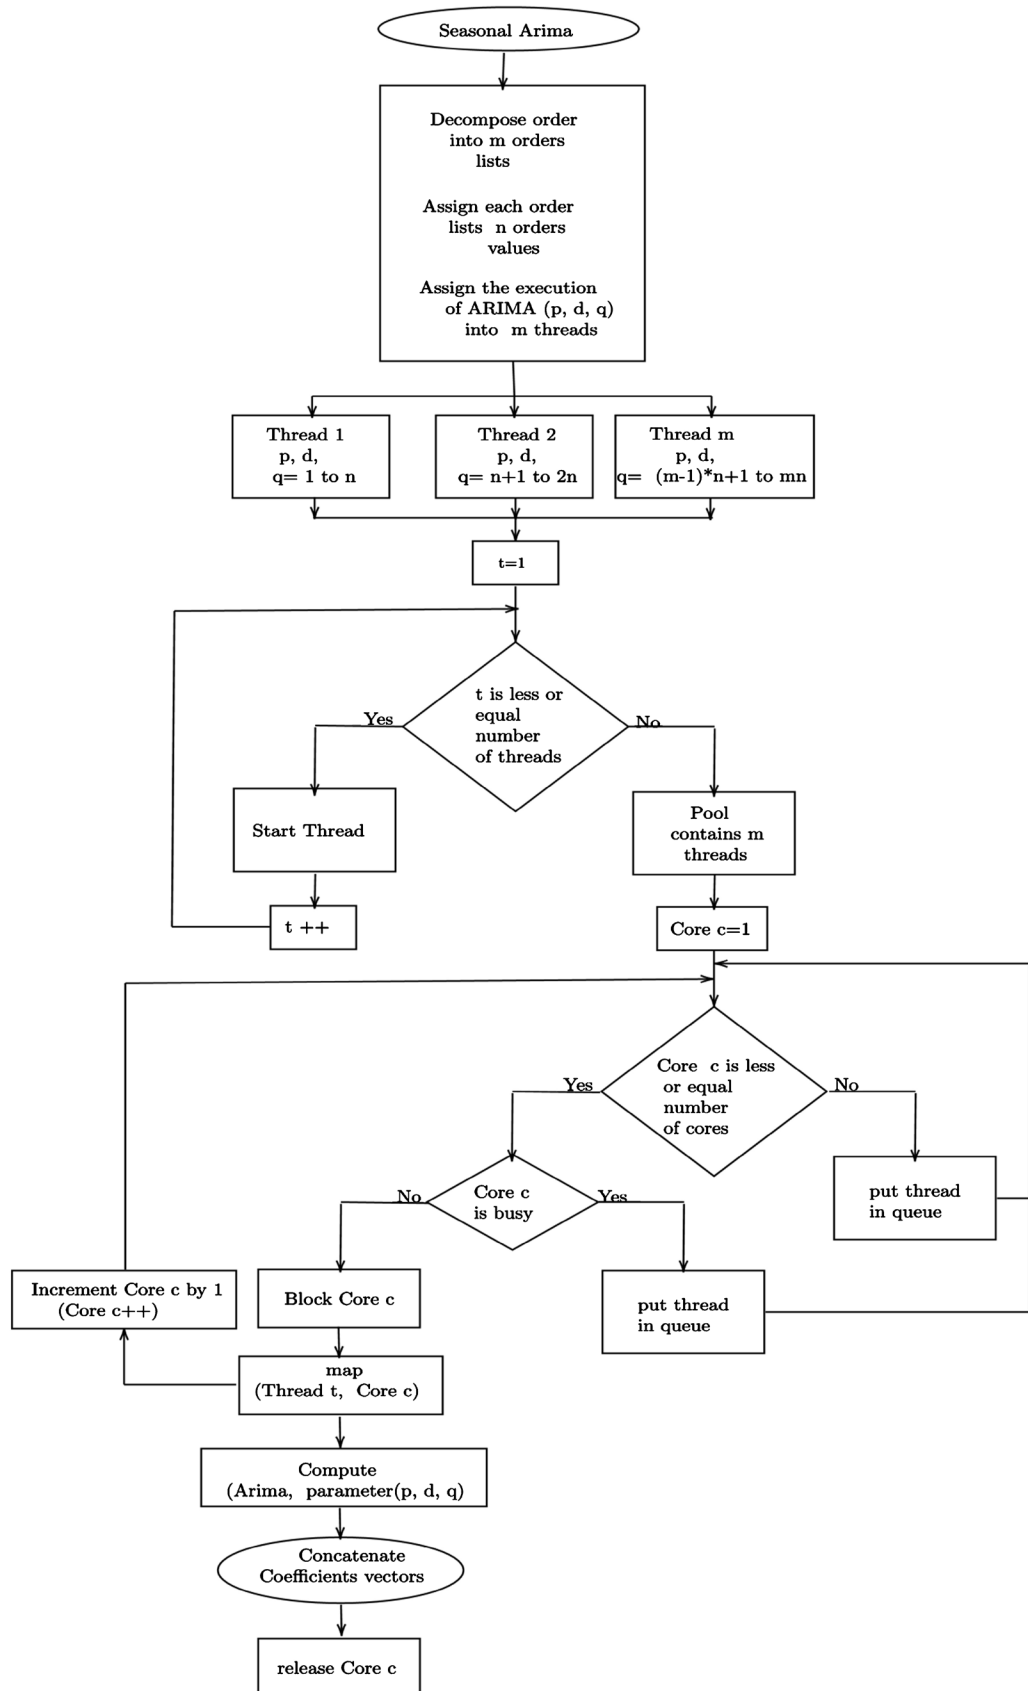 Seasonal Arima
Decompose order
into m orders
lists
Assign each order
lists n orders
values
Assign the execution
of ARIMA (p, d, q)
into m threads
Thread 1
p, d,
q= 1 to n
Thread 2
p, d,
q= n+1 to 2n
Thread m
p, d,
q= (m-1)*n+1 to mn
t=1
t is less or
equal
number
of threads
Yes
No
Start Thread
t ++
Pool
contains m
threads
Core c=1
Core c is less
or equal
number
of cores
Yes
No
put thread
in queue
Core c
is busy
No
Yes
Increment Core c by 1
(Core c++)
Block Core c
put thread
in queue
map
(Thread t, Core c)
Compute
(Arima, parameter(p, d, q)
Concatenate
Coefficients vectors
release Core c